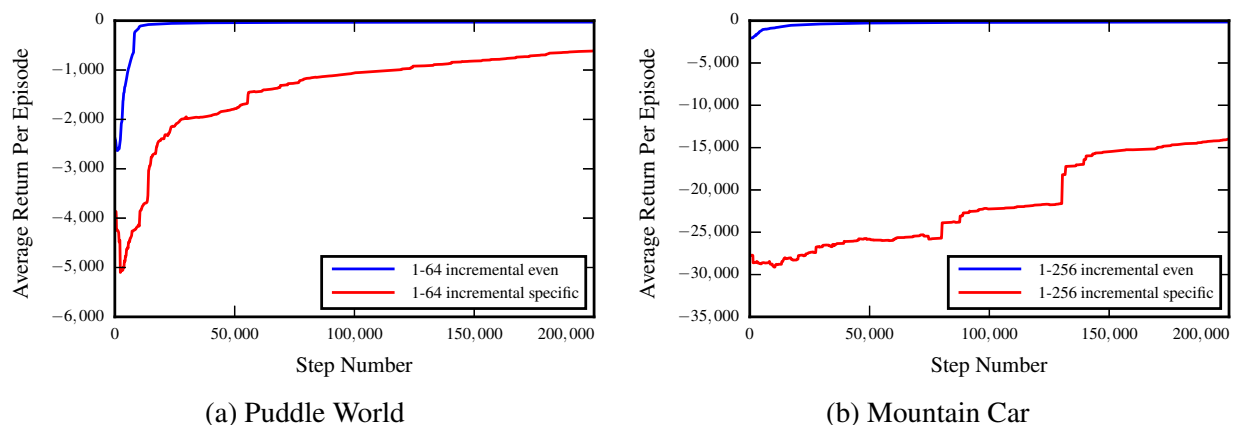 0
−1,000
−2,000
−3,000
−4,000
−5,000
−6,000
Average Return Per Episode
1-64 incremental even
1-64 incremental specific
0 50,000 100,000 150,000 200,000
Step Number
(a) Puddle World
0
−5,000
−10,000
−15,000
−20,000
−25,000
−30,000
−35,000
Average Return Per Episode
1-256 incremental even
1-256 incremental specific
0 50,000 100,000 150,000 200,000
Step Number
(b) Mountain Car